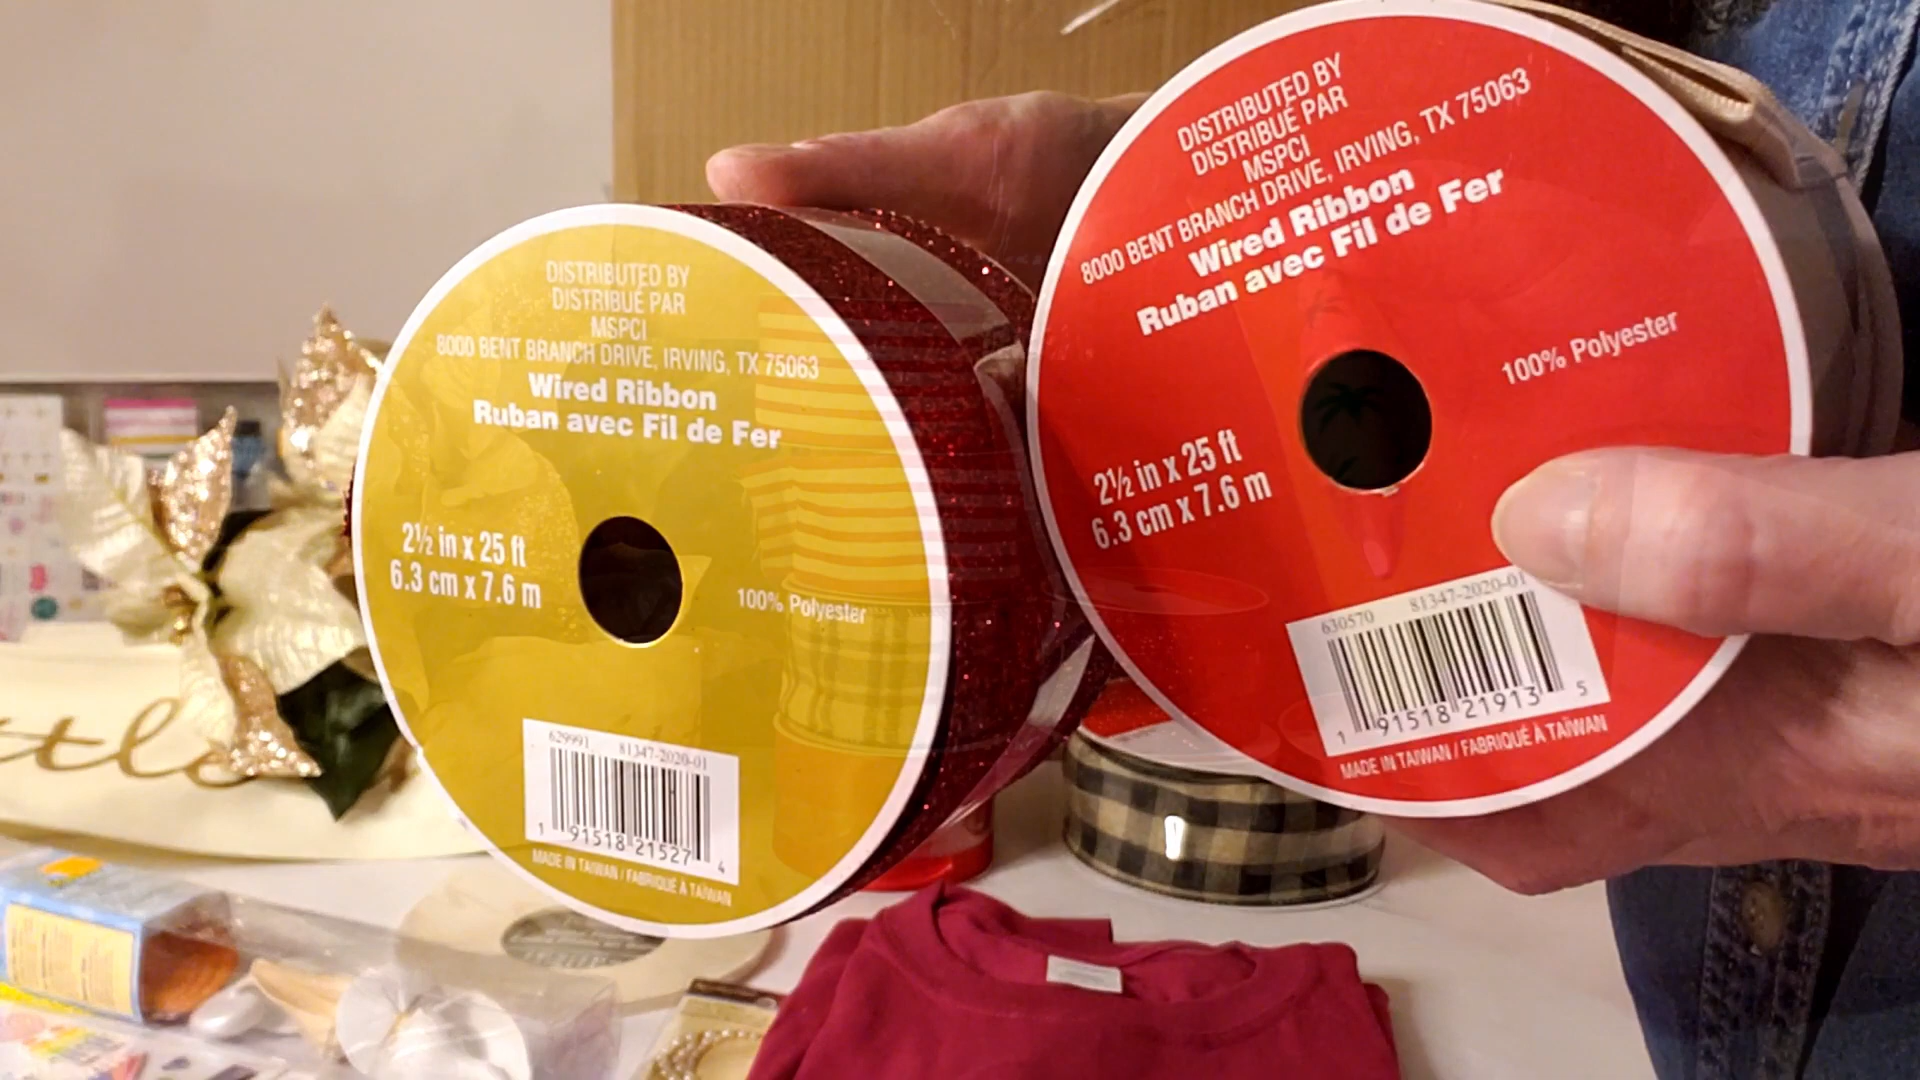 DISTRIBUTED BY
DISTRIBUÉ PAR
MSPCI
8000 BENT BRANCH DRIVE, IRVING, TX 75063
Wired Ribbon
Ruban avec Fil de Fer
2½ in x 25 ft
6.3 cm x 7.6 m
100% Polyester
629991 81347-2020-01
1 91518 21527 4
MADE IN TAIWAN / FABRIQUÉ À TAÏWAN
DISTRIBUTED BY
DISTRIBUÉ PAR
MSPCI
8000 BENT BRANCH DRIVE, IRVING, TX 75063
Wired Ribbon
Ruban avec Fil de Fer
100% Polyester
2½ in x 25 ft
6.3 cm x 7.6 m
630570 81347-2020-01
1 91518 21913 5
MADE IN TAIWAN / FABRIQUÉ À TAÏWAN